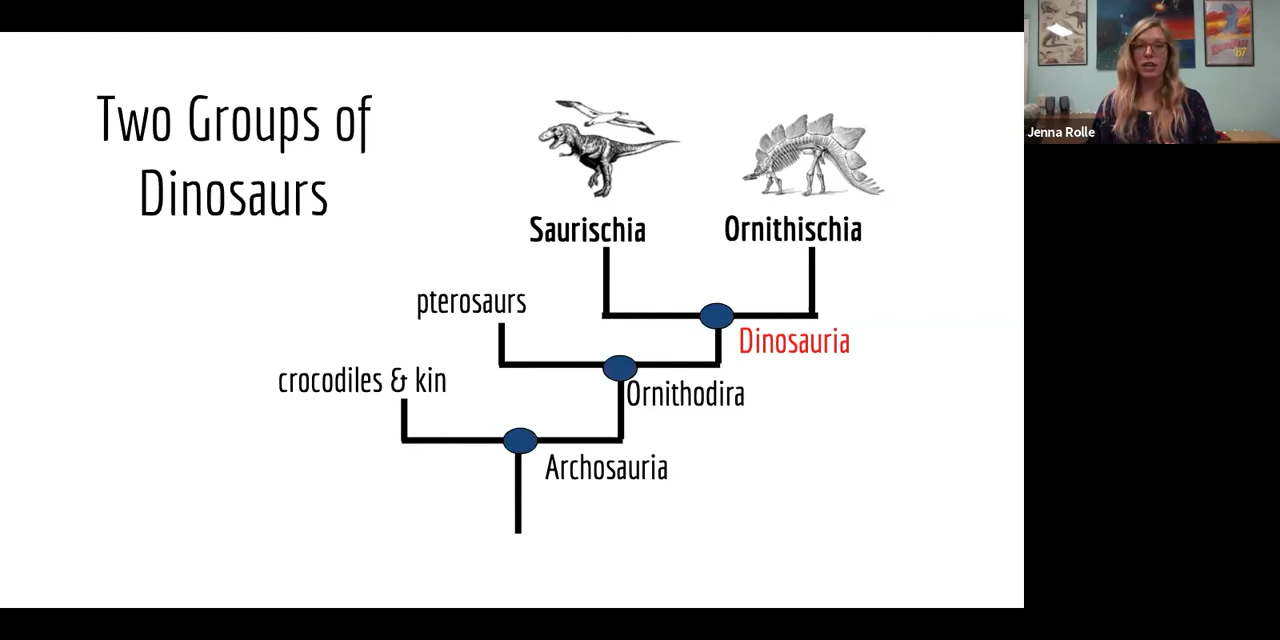 Two Groups of
Dinosaurs
Saurischia
Ornithischia
pterosaurs
Dinosauria
crocodiles & kin
Ornithodira
Archosauria
Jenna Rolle